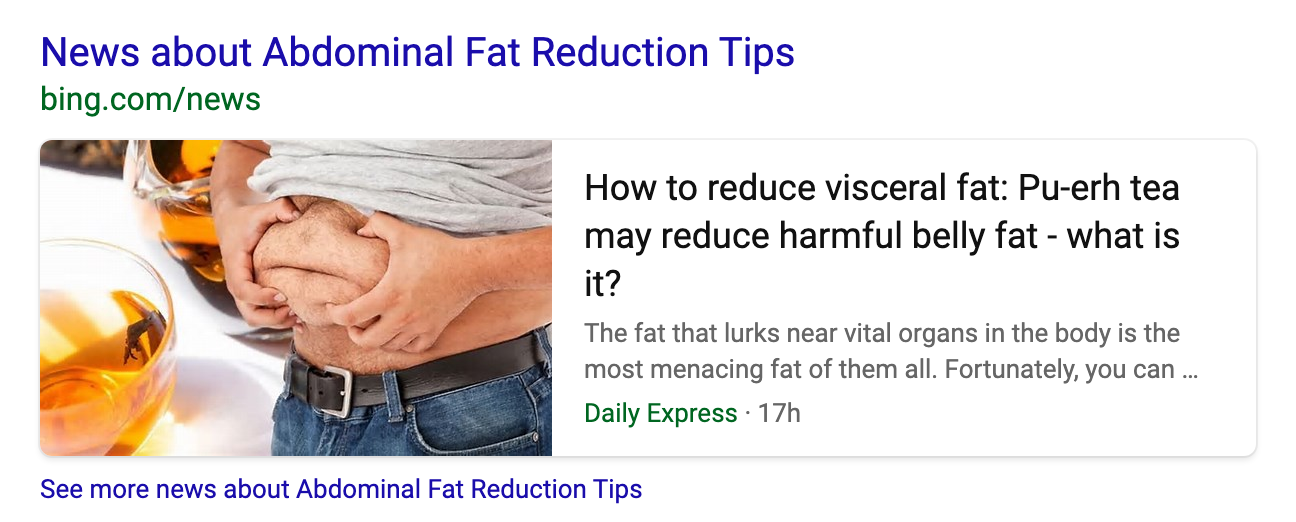 News about Abdominal Fat Reduction Tips
bing.com/news
How to reduce visceral fat: Pu-erh tea
may reduce harmful belly fat - what is
it?
The fat that lurks near vital organs in the body is the
most menacing fat of them all. Fortunately, you can ...
Daily Express · 17h
See more news about Abdominal Fat Reduction Tips